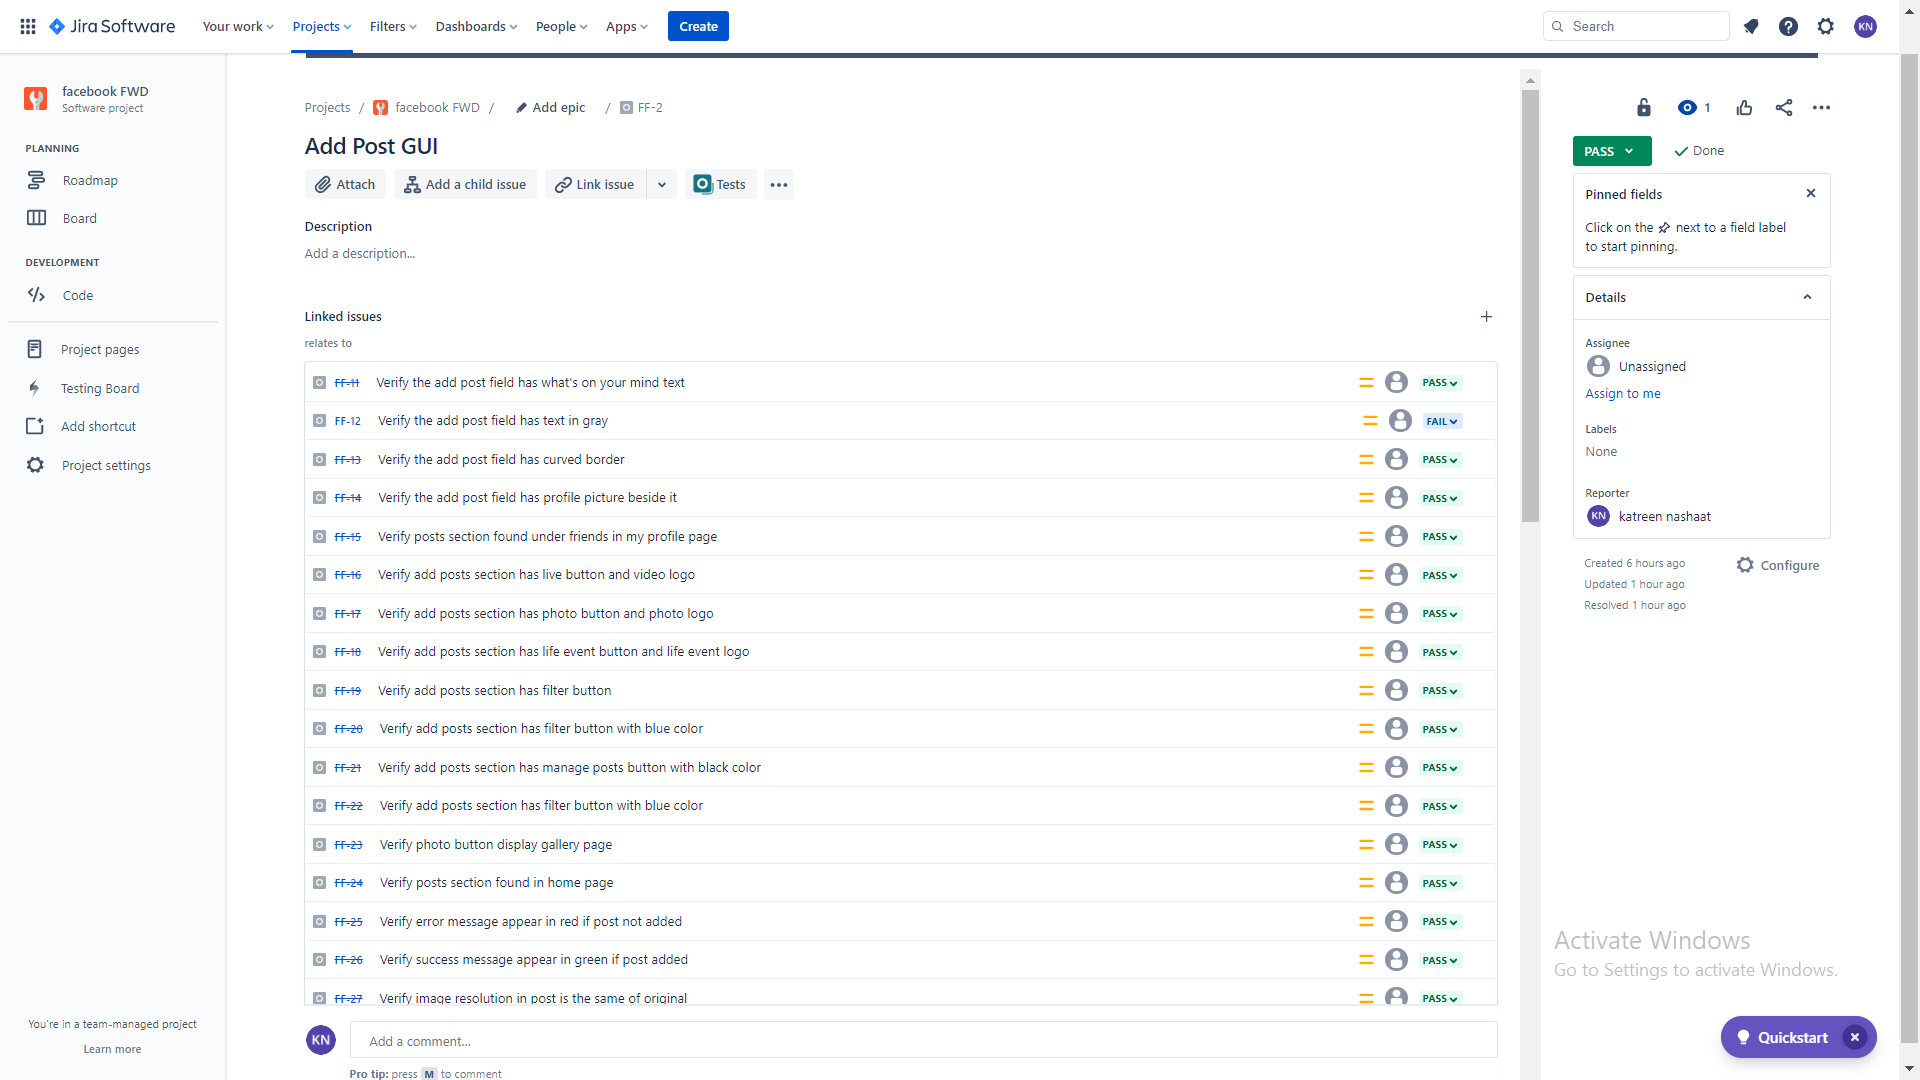 Jira Software
Your work
Projects
Filters
Dashboards
People
Apps
Create
Search
KN
facebook FWD
Software project
PLANNING
Roadmap
Board
DEVELOPMENT
Code
Project pages
Testing Board
Add shortcut
Project settings
You're in a team-managed project
Learn more
Projects / facebook FWD / Add epic / FF-2
Add Post GUI
Attach
Add a child issue
Link issue
Tests
Description
Add a description...
Linked issues
relates to
FF-11 Verify the add post field has what's on your mind text PASS
FF-12 Verify the add post field has text in gray FAIL
FF-13 Verify the add post field has curved border PASS
FF-14 Verify the add post field has profile picture beside it PASS
FF-15 Verify posts section found under friends in my profile page PASS
FF-16 Verify add posts section has live button and video logo PASS
FF-17 Verify add posts section has photo button and photo logo PASS
FF-18 Verify add posts section has life event button and life event logo PASS
FF-19 Verify add posts section has filter button PASS
FF-20 Verify add posts section has filter button with blue color PASS
FF-21 Verify add posts section has manage posts button with black color PASS
FF-22 Verify add posts section has filter button with blue color PASS
FF-23 Verify photo button display gallery page PASS
FF-24 Verify posts section found in home page PASS
FF-25 Verify error message appear in red if post not added PASS
FF-26 Verify success message appear in green if post added PASS
FF-27 Verify image resolution in post is the same of original PASS
KN
Add a comment...
Pro tip: press M to comment
1
PASS
Done
Pinned fields
Click on the next to a field label
to start pinning.
Details
Assignee
Unassigned
Assign to me
Labels
None
Reporter
KN katreen nashaat
Created 6 hours ago
Updated 1 hour ago
Resolved 1 hour ago
Configure
Activate Windows
Go to Settings to activate Windows.
Quickstart